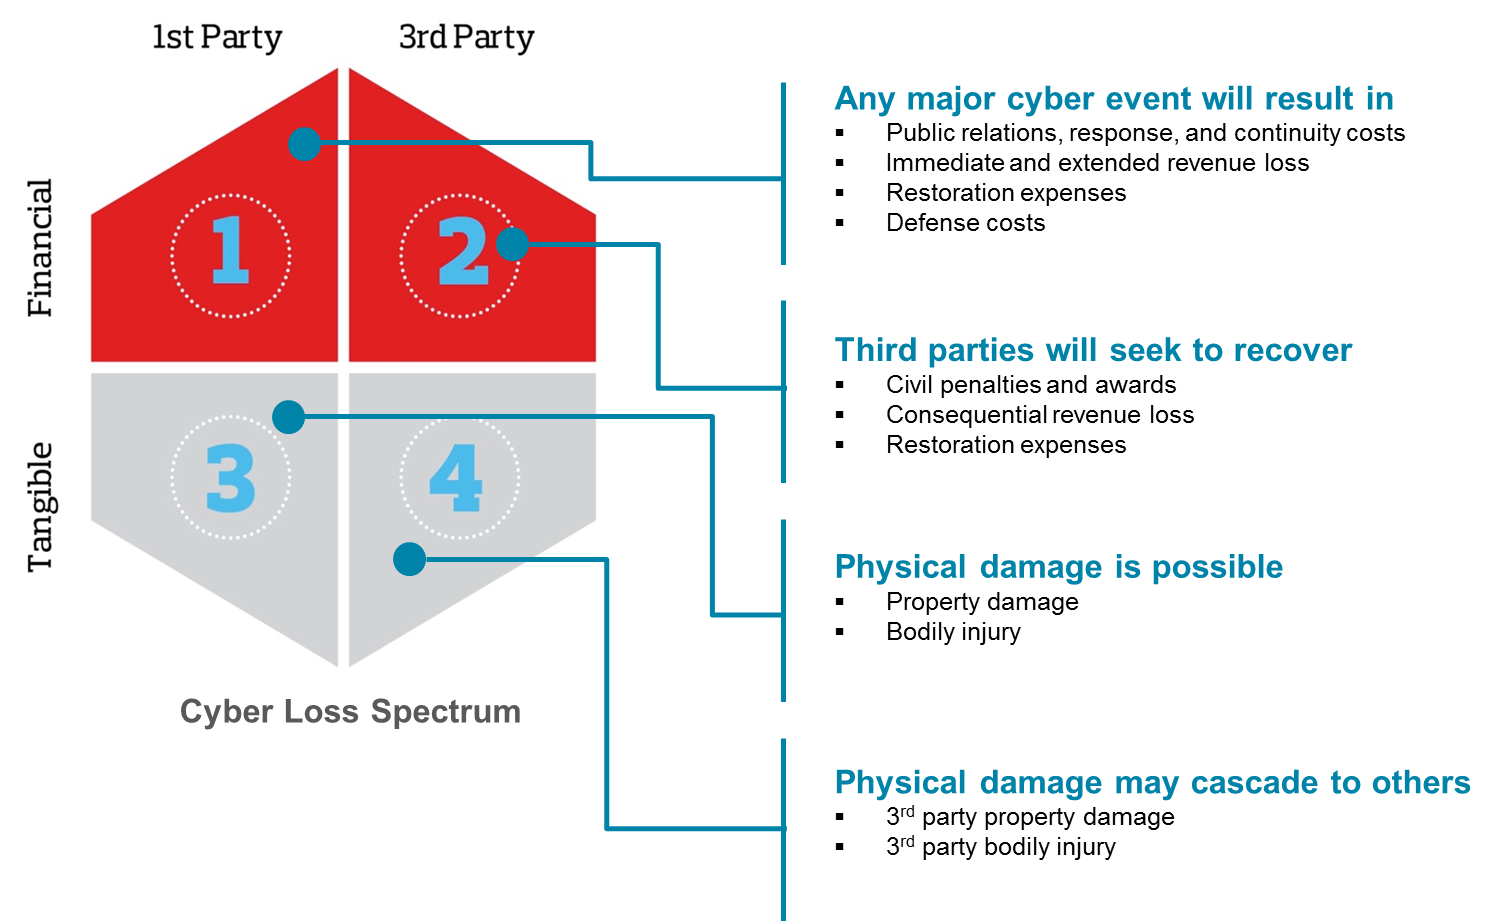 1st Party
3rd Party
Financial
Tangible
1
2
3
4
Cyber Loss Spectrum
Any major cyber event will result in
▪ Public relations, response, and continuity costs
▪ Immediate and extended revenue loss
▪ Restoration expenses
▪ Defense costs
Third parties will seek to recover
▪ Civil penalties and awards
▪ Consequential revenue loss
▪ Restoration expenses
Physical damage is possible
▪ Property damage
▪ Bodily injury
Physical damage may cascade to others
▪ 3rd party property damage
▪ 3rd party bodily injury